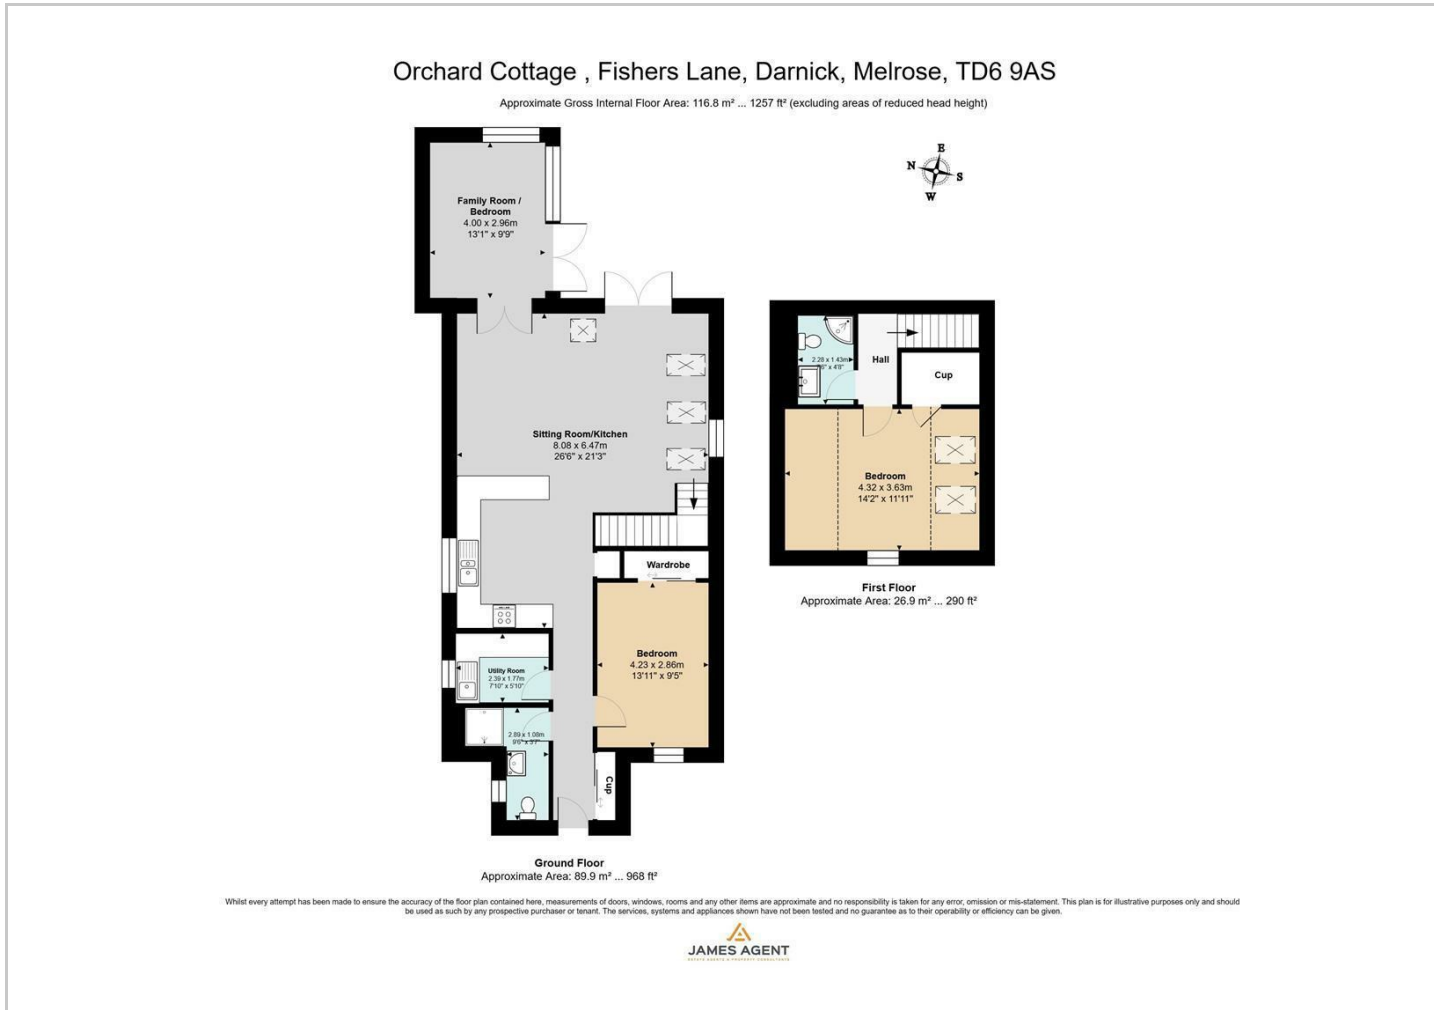 Orchard Cottage , Fishers Lane, Darnick, Melrose, TD6 9AS
Approximate Gross Internal Floor Area: 116.8 m² ... 1257 ft² (excluding areas of reduced head height)
E
N
S
W
Family Room /
Bedroom
4.00 x 2.96m
13'1" x 9'9"
Sitting Room/Kitchen
8.08 x 6.47m
26'6" x 21'3"
Wardrobe
Bedroom
4.23 x 2.86m
13'11" x 9'5"
Utility Room
2.39 x 1.77m
7'10" x 5'10"
2.89 x 1.08m
Cup
Ground Floor
Approximate Area: 89.9 m² ... 968 ft²
2.28 x 1.43m
x 4'8"
Hall
Cup
Bedroom
4.32 x 3.63m
14'2" x 11'11"
First Floor
Approximate Area: 26.9 m² ... 290 ft²
Whilst every attempt has been made to ensure the accuracy of the floor plan contained here, measurements of doors, windows, rooms and any other items are approximate and no responsibility is taken for any error, omission or mis-statement. This plan is for illustrative purposes only and should
be used as such by any prospective purchaser or tenant. The services, systems and appliances shown have not been tested and no guarantee as to their operability or efficiency can be given.
JAMES AGENT
ESTATE AGENTS & PROPERTY CONSULTANTS